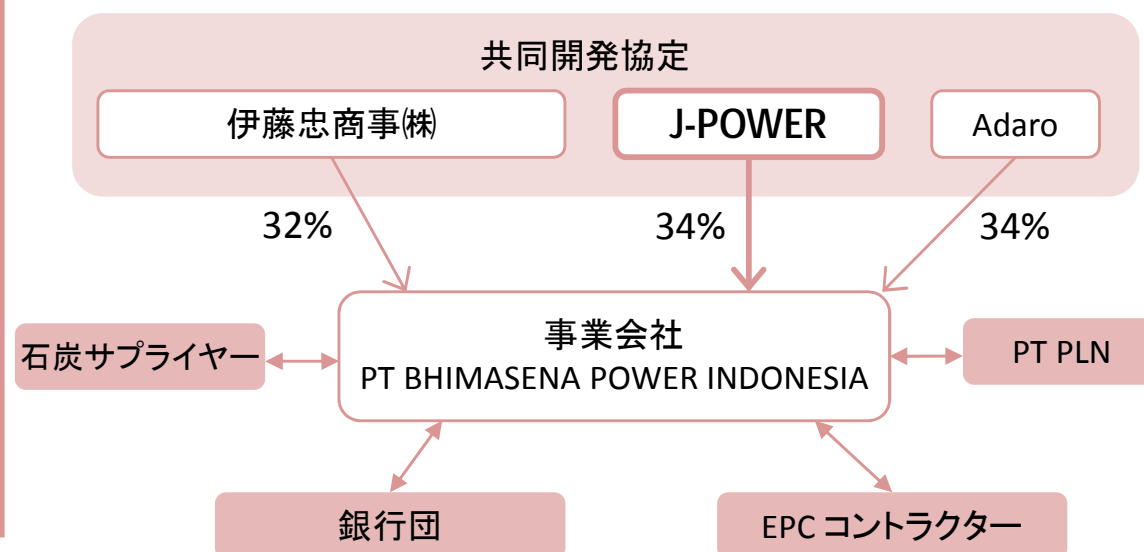 共同開発協定
伊藤忠商事㈱
J-POWER
Adaro
32%
34%
34%
事業会社
PT BHIMASENA POWER INDONESIA
石炭サプライヤー
PT PLN
銀行団
EPC コントラクター